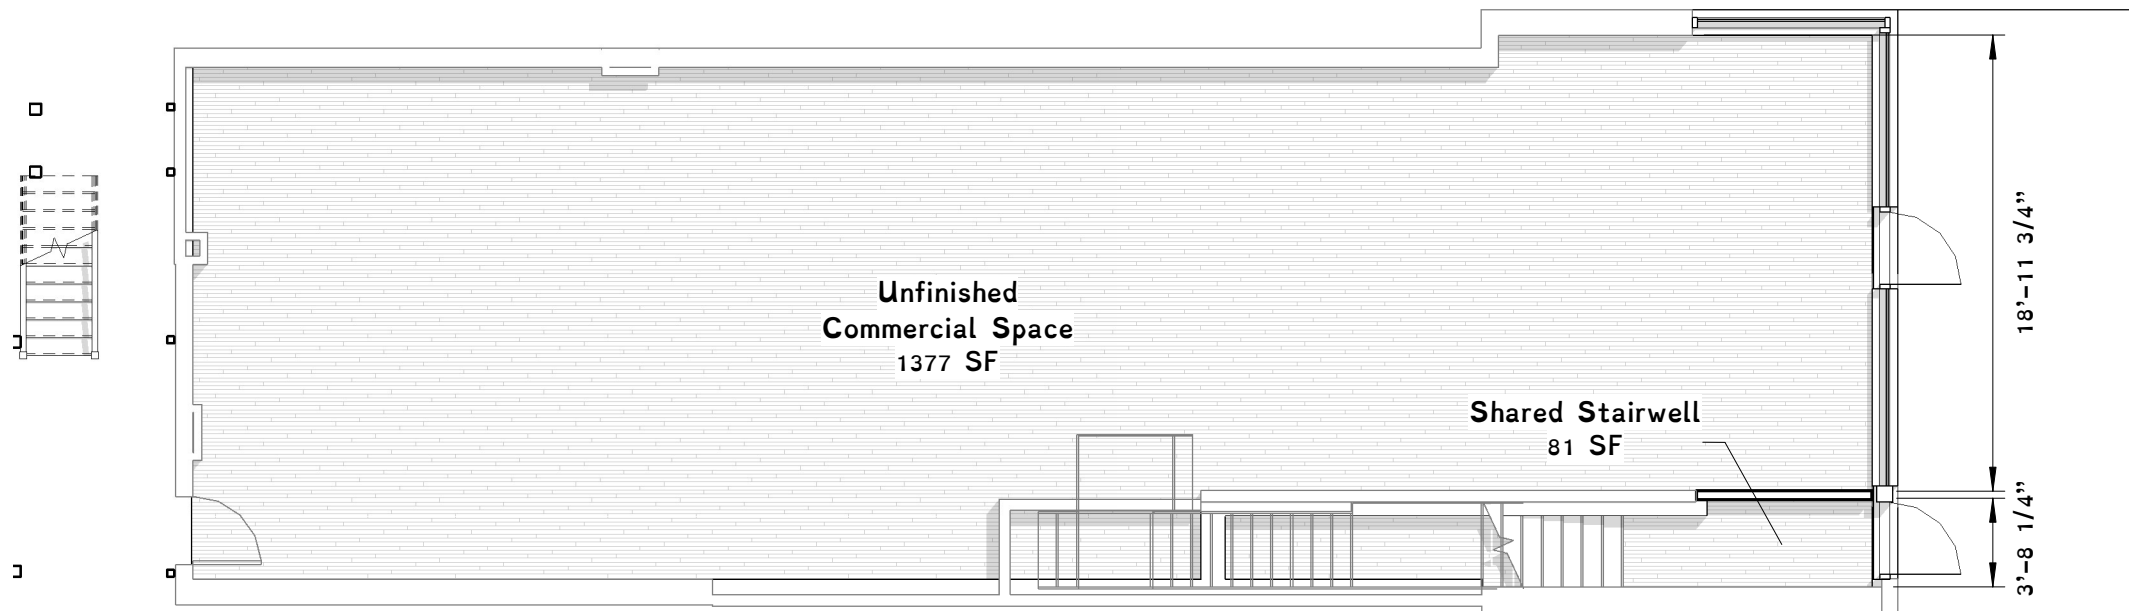 Unfinished
Commercial Space
1377 SF
Shared Stairwell
81 SF
18'-11 3/4"
3'-8 1/4"